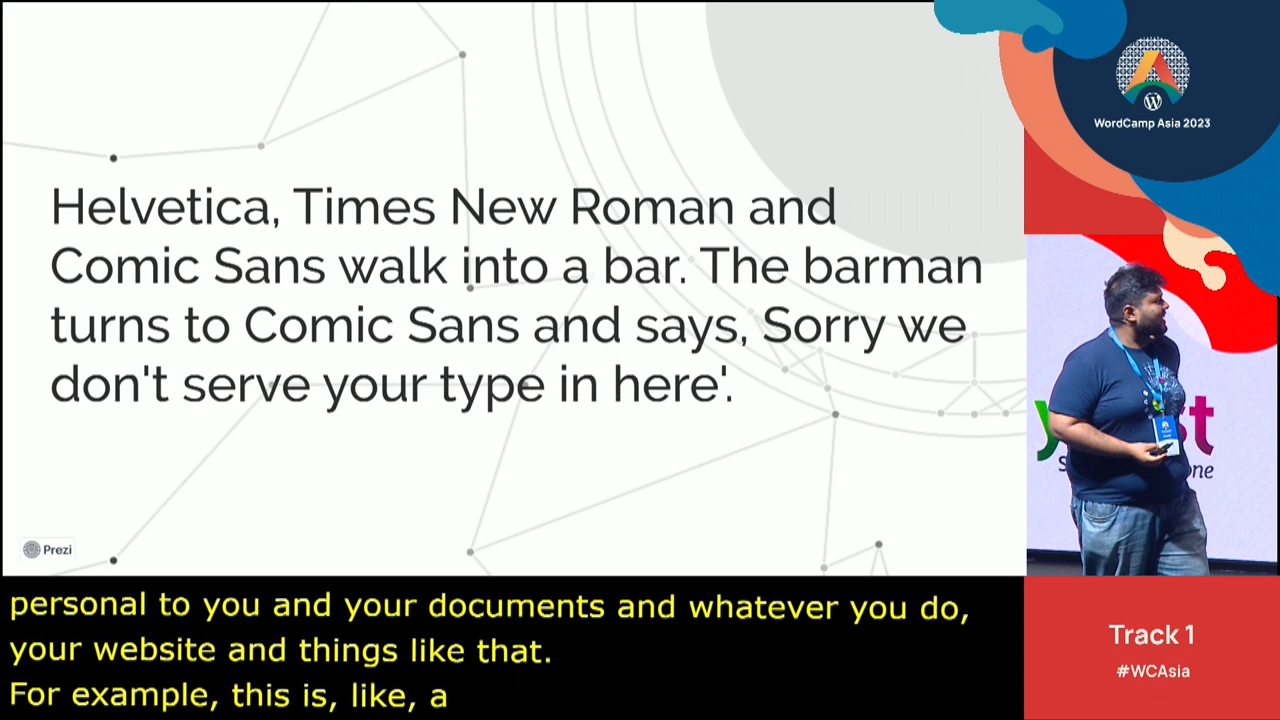 Helvetica, Times New Roman and
Comic Sans walk into a bar. The barman
turns to Comic Sans and says, Sorry we
don't serve your type in here'.
Prezi
personal to you and your documents and whatever you do,
your website and things like that.
For example, this is, like, a
WordCamp Asia 2023
st
one
Track 1
#WCAsia